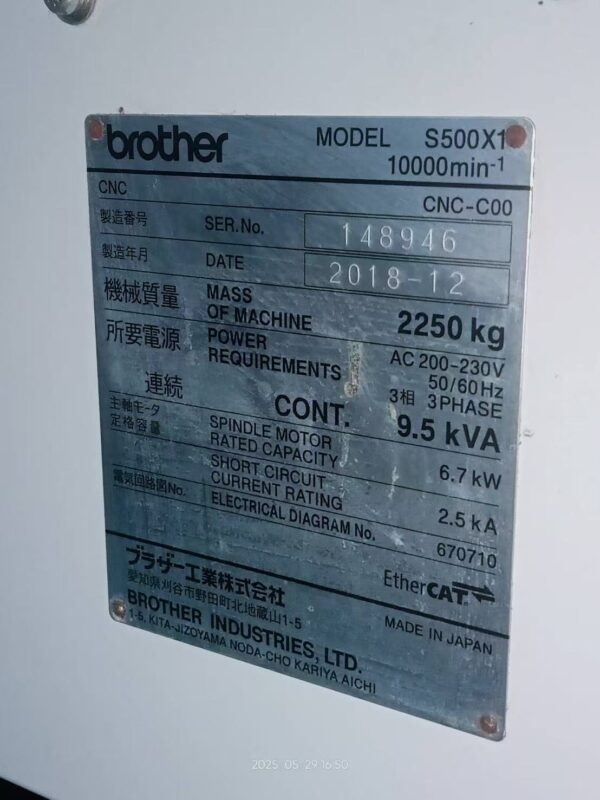 brother MODEL S500X1
10000min-1
CNC CNC-C00
製造番号 SER.No. 148946
製造年月 DATE 2018-12
機械質量 MASS OF MACHINE 2250 kg
所要電源 POWER REQUIREMENTS AC 200-230V
50/60Hz
3相 3PHASE
連続 CONT. 9.5 kVA
主軸モータ 定格容量 SPINDLE MOTOR RATED CAPACITY 6.7 kW
SHORT CIRCUIT CURRENT RATING 2.5 kA
電気回路図No. ELECTRICAL DIAGRAM No. 670710
EtherCAT
ブラザー工業株式会社
愛知県刈谷市野田町北地蔵山1-5
MADE IN JAPAN
BROTHER INDUSTRIES, LTD.
1-5, KITA-JIZOYAMA NODA-CHO KARIYA AICHI
2025 05 29 16:50